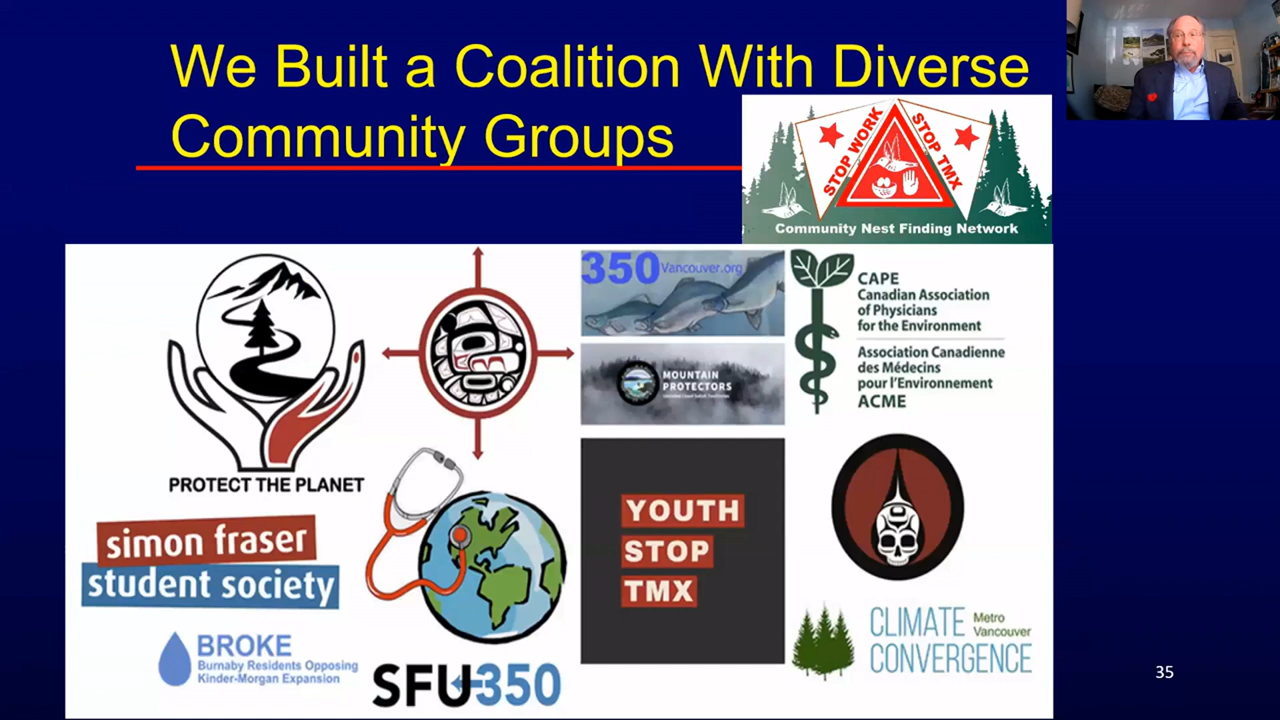 We Built a Coalition With Diverse
Community Groups
STOP WORK
STOP TMX
Community Nest Finding Network
PROTECT THE PLANET
350Vancouver.org
MOUNTAIN
PROTECTORS
CAPE
Canadian Association
of Physicians
for the Environment
Association Canadienne
des Médecins
pour l'Environnement
ACME
simon fraser
student society
YOUTH
STOP
TMX
BROKE
Burnaby Residents Opposing
Kinder-Morgan Expansion
SFU350
CLIMATE Metro
Vancouver
CONVERGENCE
35